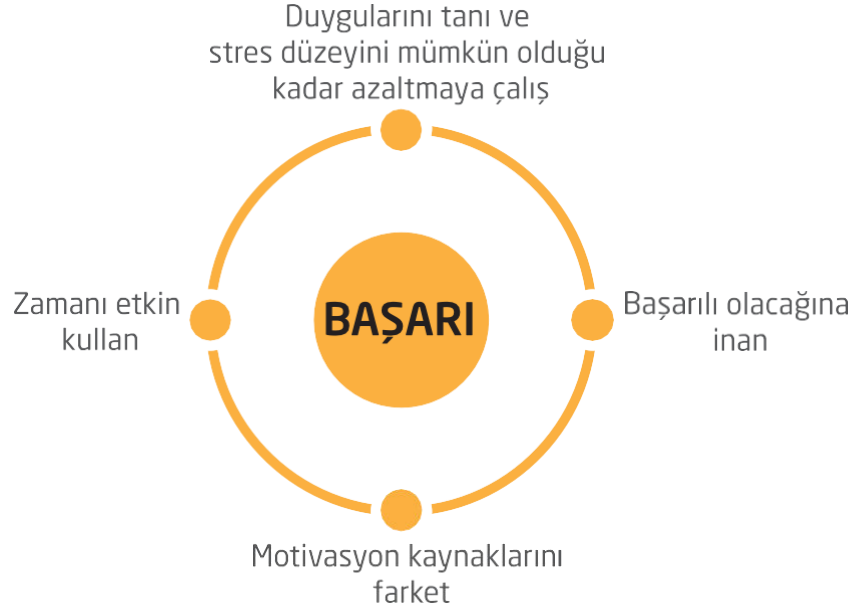 Duygularını tanı ve
stres düzeyini mümkün olduğu
kadar azaltmaya çalış
Zamanı etkin
kullan
BAŞARI
Başarılı olacağına
inan
Motivasyon kaynaklarını
farket